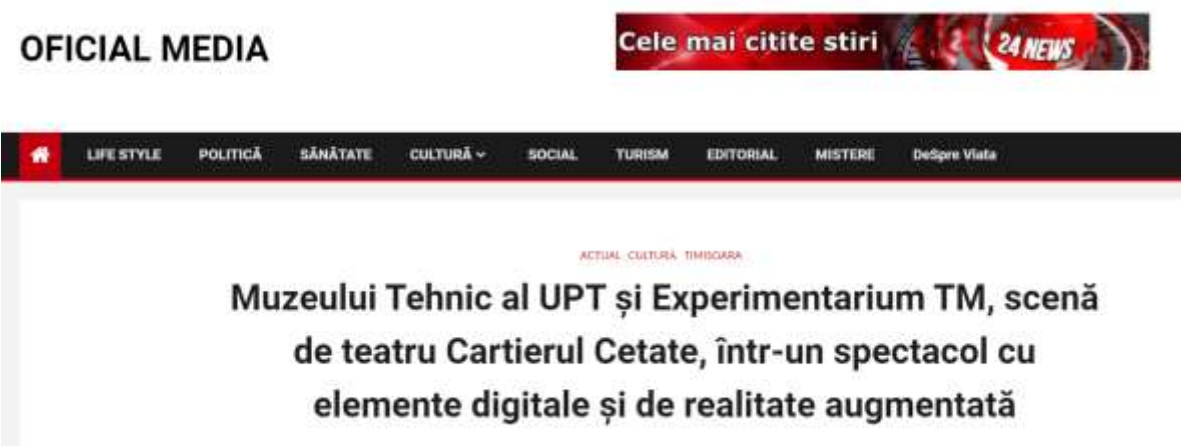 OFICIAL MEDIA
Cele mai citite stiri
24 NEWS
LIFE STYLE POLITICĂ SĂNĂTATE CULTURĂ SOCIAL TURISM EDITORIAL MISTERE DeSpre Viata
ACTUAL CULTURĂ TIMISOARA
Muzeului Tehnic al UPT și Experimentarium TM, scenă
de teatru Cartierul Cetate, într-un spectacol cu
elemente digitale și de realitate augmentată